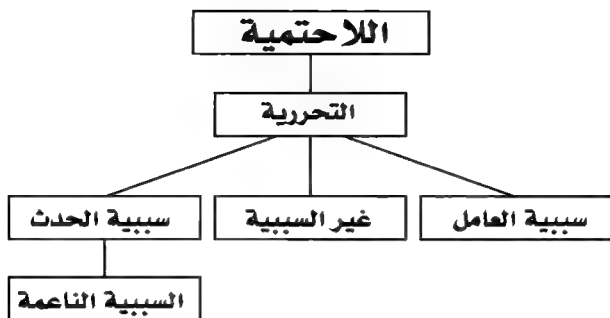 اللاحتمية
التحررية
سببية العامل
غير السببية
سببية الحدث
السببية الناعمة